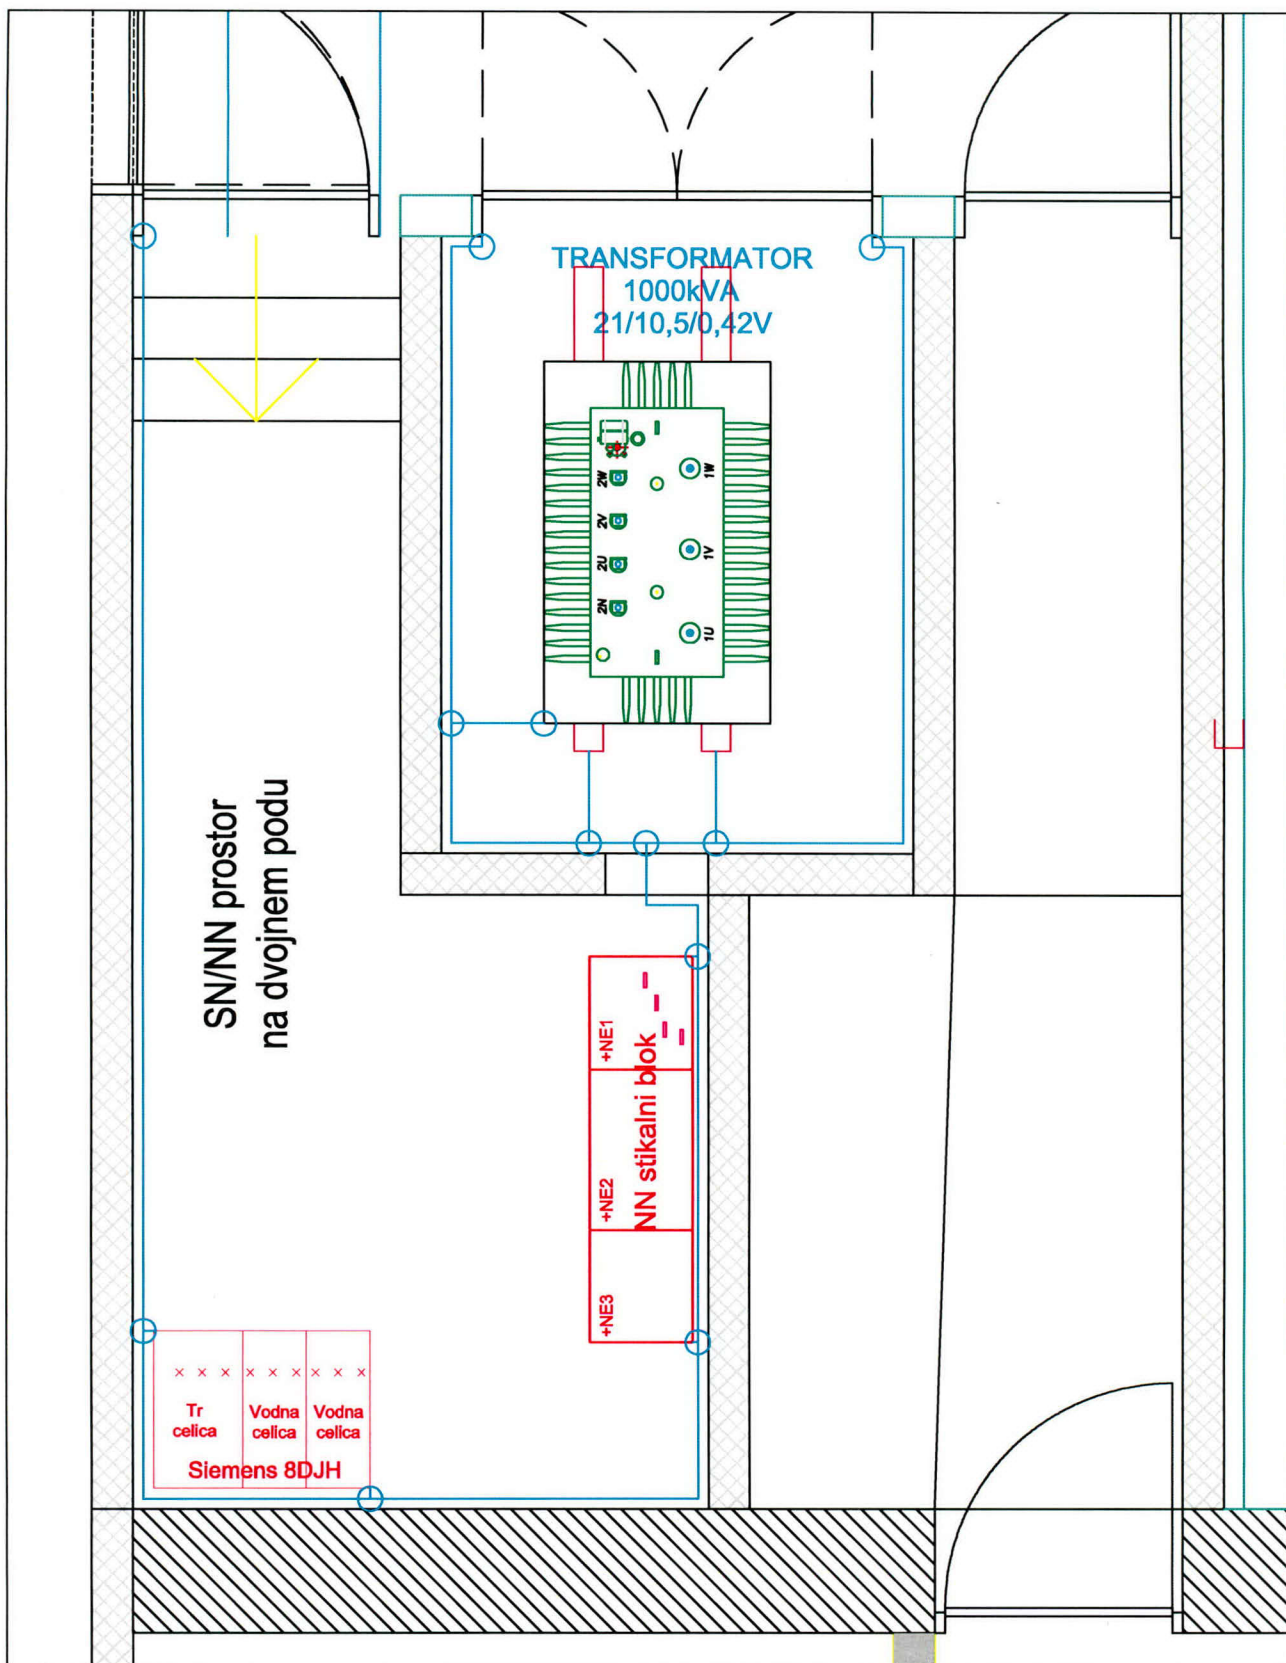 TRANSFORMATOR
1000kVA
21/10,5/0,42V
2W
1W
2V
1V
2U
2N
1U
SN/NN prostor
na dvojnem podu
+NE1
+NE2
+NE3
NN stikalni blok
Tr
celica
Vodna
celica
Vodna
celica
Siemens 8DJH